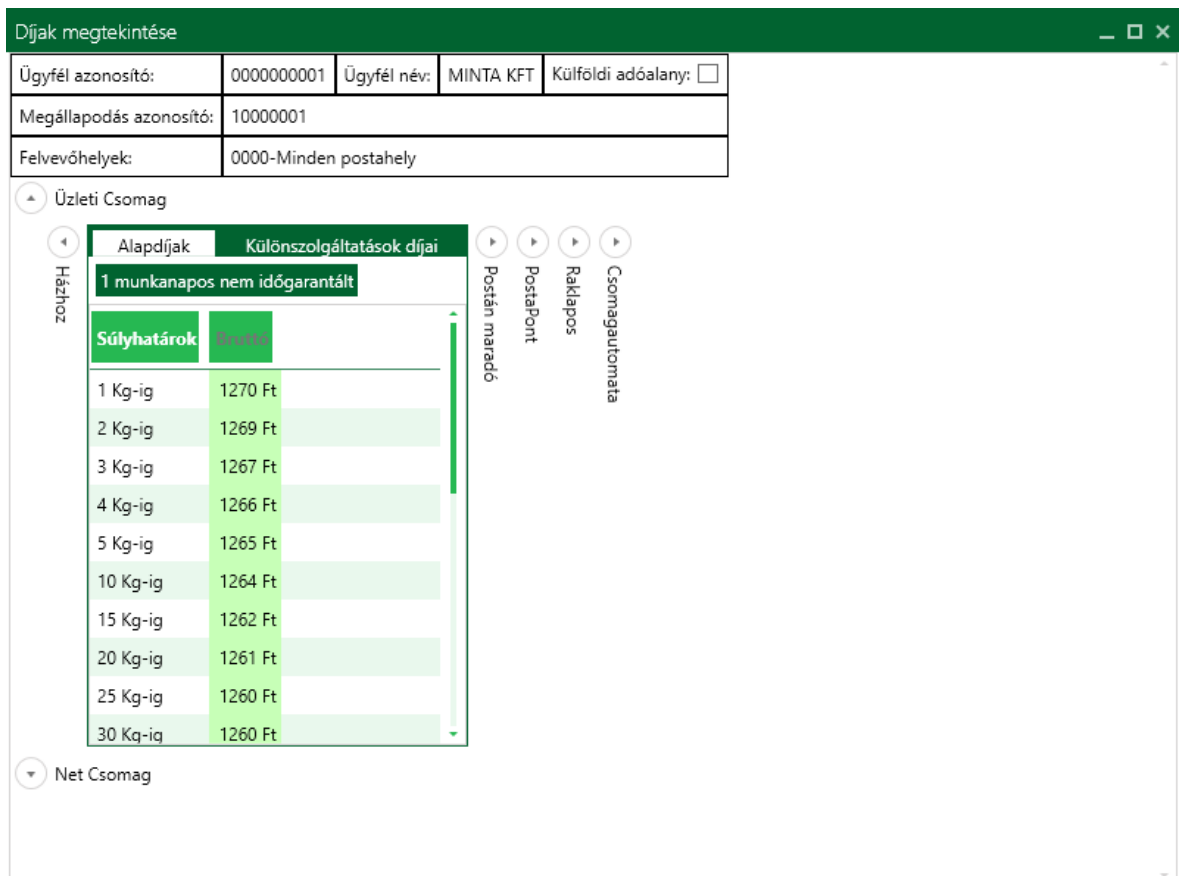 Díjak megtekintése
Ügyfél azonosító: 0000000001 Ügyfél név: MINTA KFT Külföldi adóalany:
Megállapodás azonosító: 10000001
Felvevőhelyek: 0000-Minden postahely
Üzleti Csomag
Házhoz
Alapdíjak Különszolgáltatások díjai
1 munkanapos nem időgarantált
Súlyhatárok Bruttó
1 Kg-ig 1270 Ft
2 Kg-ig 1269 Ft
3 Kg-ig 1267 Ft
4 Kg-ig 1266 Ft
5 Kg-ig 1265 Ft
10 Kg-ig 1264 Ft
15 Kg-ig 1262 Ft
20 Kg-ig 1261 Ft
25 Kg-ig 1260 Ft
30 Kg-ig 1260 Ft
Postán maradó
PostaPont
Raklapos
Csomagautomata
Net Csomag